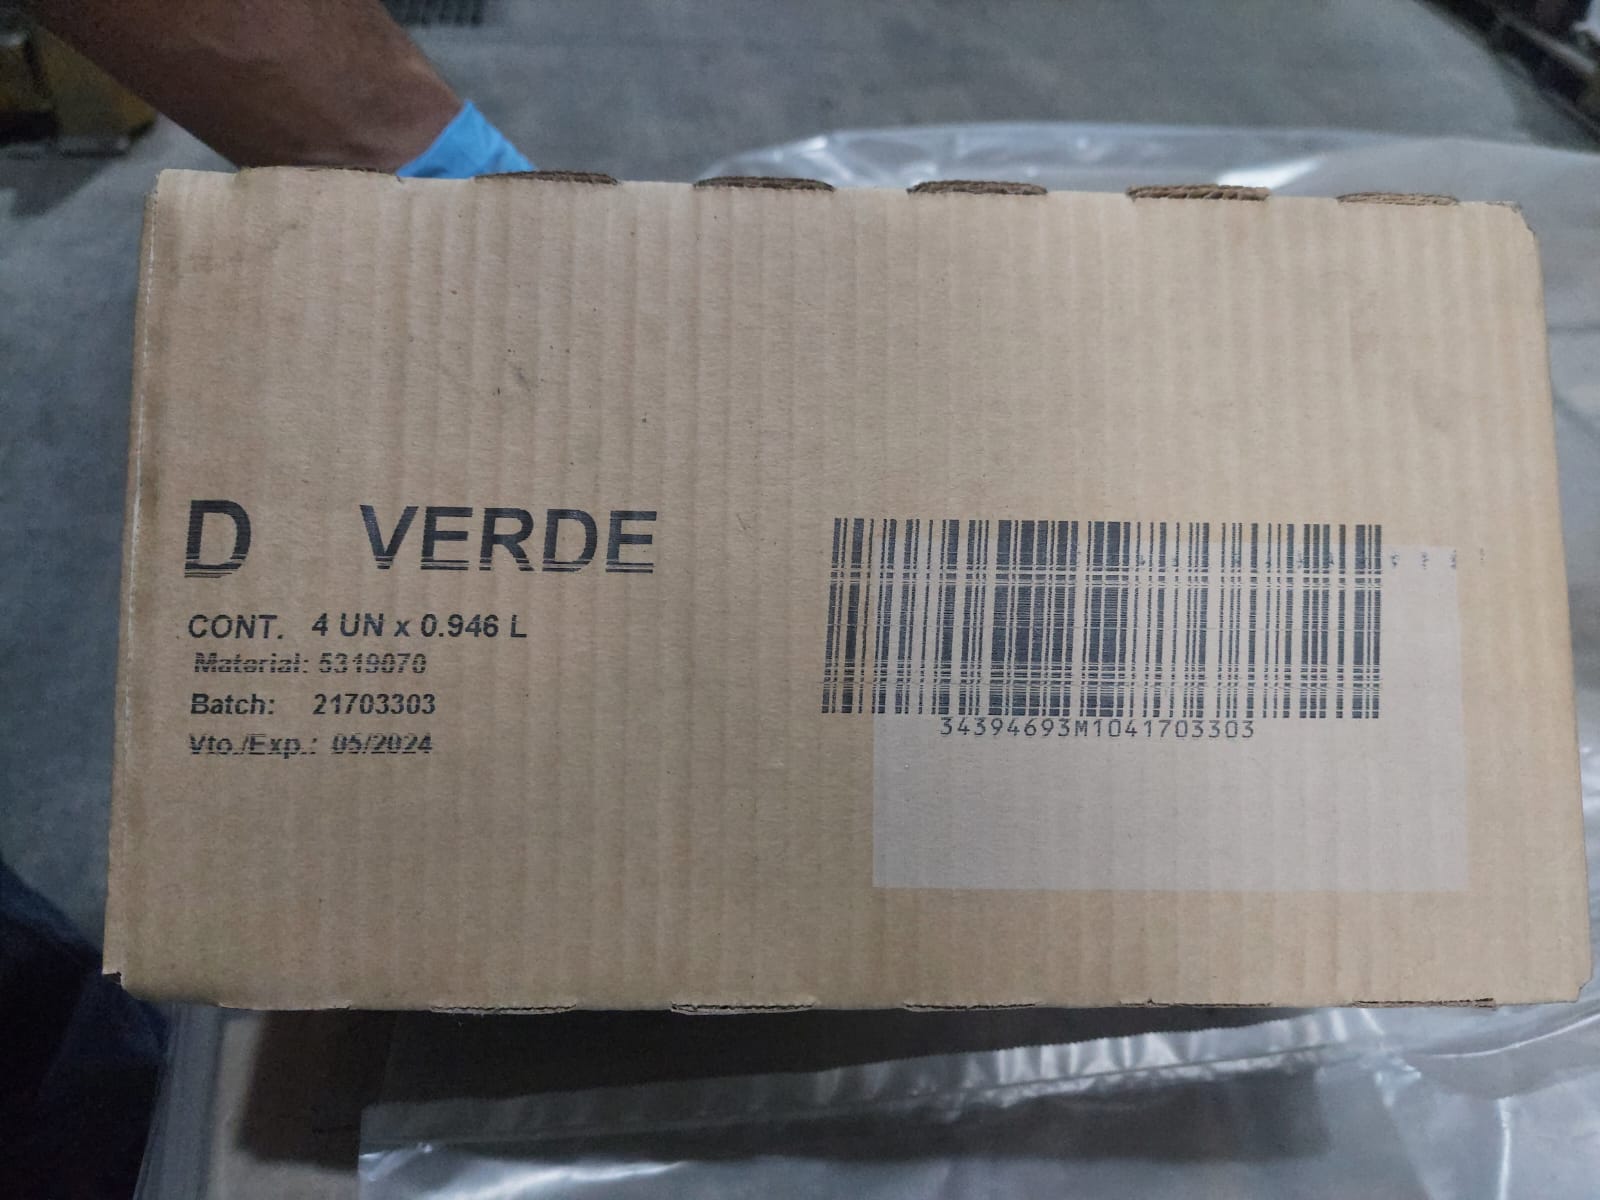 D VERDE
CONT. 4 UN x 0.946 L
Material: 5319070
Batch: 21703303
Vto./Exp.: 05/2024
34394693M1041703303